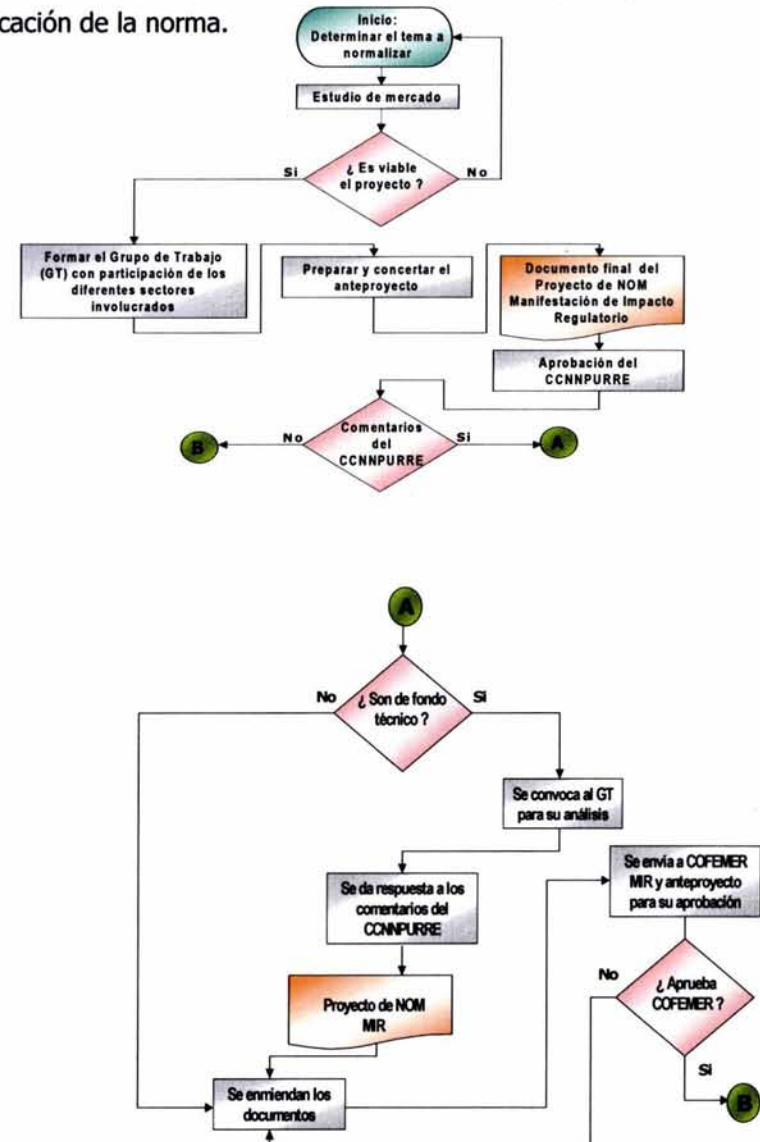 cación de la norma.
Inicio:
Determinar el tema a
normalizar
Estudio de mercado
¿ Es viable
el proyecto ?
Si
No
Formar el Grupo de Trabajo
(GT) con participación de los
diferentes sectores
involucrados
Preparar y concertar el
anteproyecto
Documento final del
Proyecto de NOM
Manifestación de Impacto
Regulatorio
Aprobación del
CCNNPURRE
Comentarios
del
CCNNPURRE
No
Si
B
A
A
¿ Son de fondo
técnico ?
No
Si
Se convoca al GT
para su análisis
Se da respuesta a los
comentarios del
CCNNPURRE
Se envía a COFEMER
MIR y anteproyecto
para su aprobación
Proyecto de NOM
MIR
No
¿ Aprueba
COFEMER ?
Si
B
Se enmiendan los
documentos